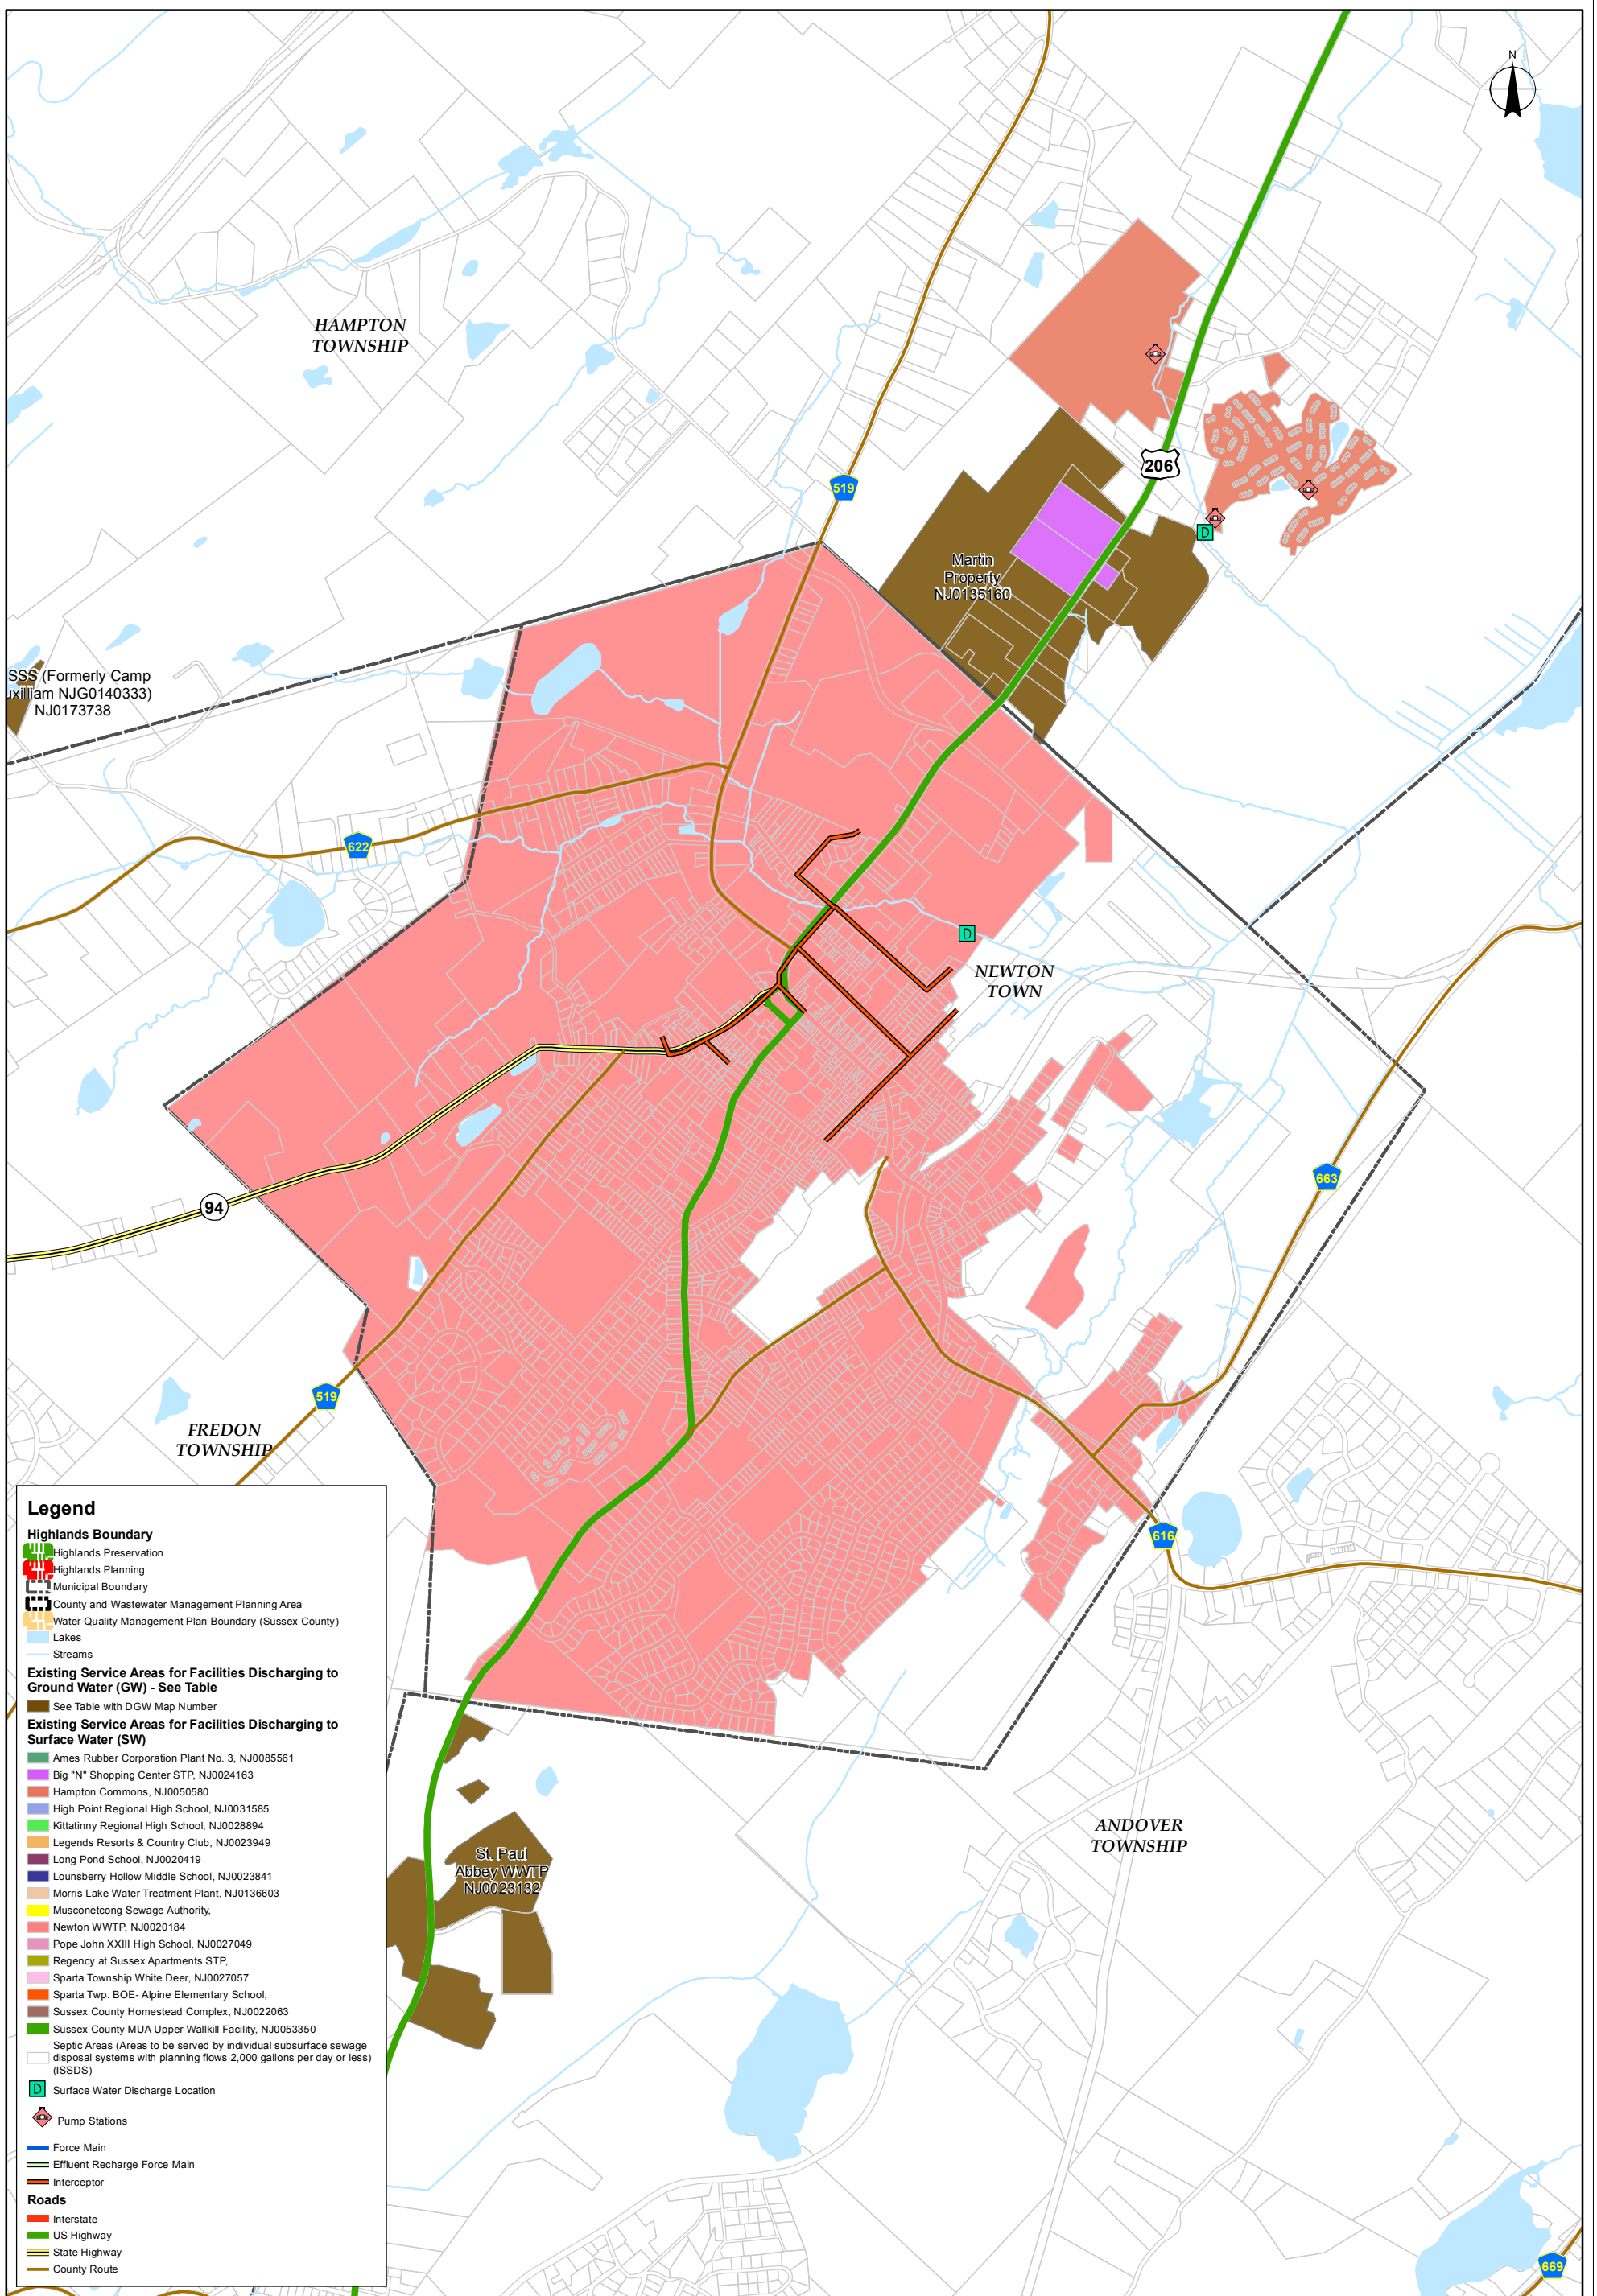 N
HAMPTON
TOWNSHIP
206
519
Martin
Property
NJ0135160
SSS (Formerly Camp
uxilliam NJG0140333)
NJ0173738
D
622
D
NEWTON
TOWN
94
663
519
FREDON
TOWNSHIP
616
ANDOVER
TOWNSHIP
St. Paul
Abbey WWTP
NJ0023132
669
Legend
Highlands Boundary
Highlands Preservation
Highlands Planning
Municipal Boundary
County and Wastewater Management Planning Area
Water Quality Management Plan Boundary (Sussex County)
Lakes
Streams
Existing Service Areas for Facilities Discharging to
Ground Water (GW) - See Table
See Table with DGW Map Number
Existing Service Areas for Facilities Discharging to
Surface Water (SW)
Ames Rubber Corporation Plant No. 3, NJ0085561
Big "N" Shopping Center STP, NJ0024163
Hampton Commons, NJ0050580
High Point Regional High School, NJ0031585
Kittatinny Regional High School, NJ0028894
Legends Resorts & Country Club, NJ0023949
Long Pond School, NJ0020419
Lounsberry Hollow Middle School, NJ0023841
Morris Lake Water Treatment Plant, NJ0136603
Musconetcong Sewage Authority,
Newton WWTP, NJ0020184
Pope John XXIII High School, NJ0027049
Regency at Sussex Apartments STP,
Sparta Township White Deer, NJ0027057
Sparta Twp. BOE- Alpine Elementary School,
Sussex County Homestead Complex, NJ0022063
Sussex County MUA Upper Wallkill Facility, NJ0053350
Septic Areas (Areas to be served by individual subsurface sewage
disposal systems with planning flows 2,000 gallons per day or less)
(ISSDS)
D Surface Water Discharge Location
Pump Stations
Force Main
Effluent Recharge Force Main
Interceptor
Roads
Interstate
US Highway
State Highway
County Route